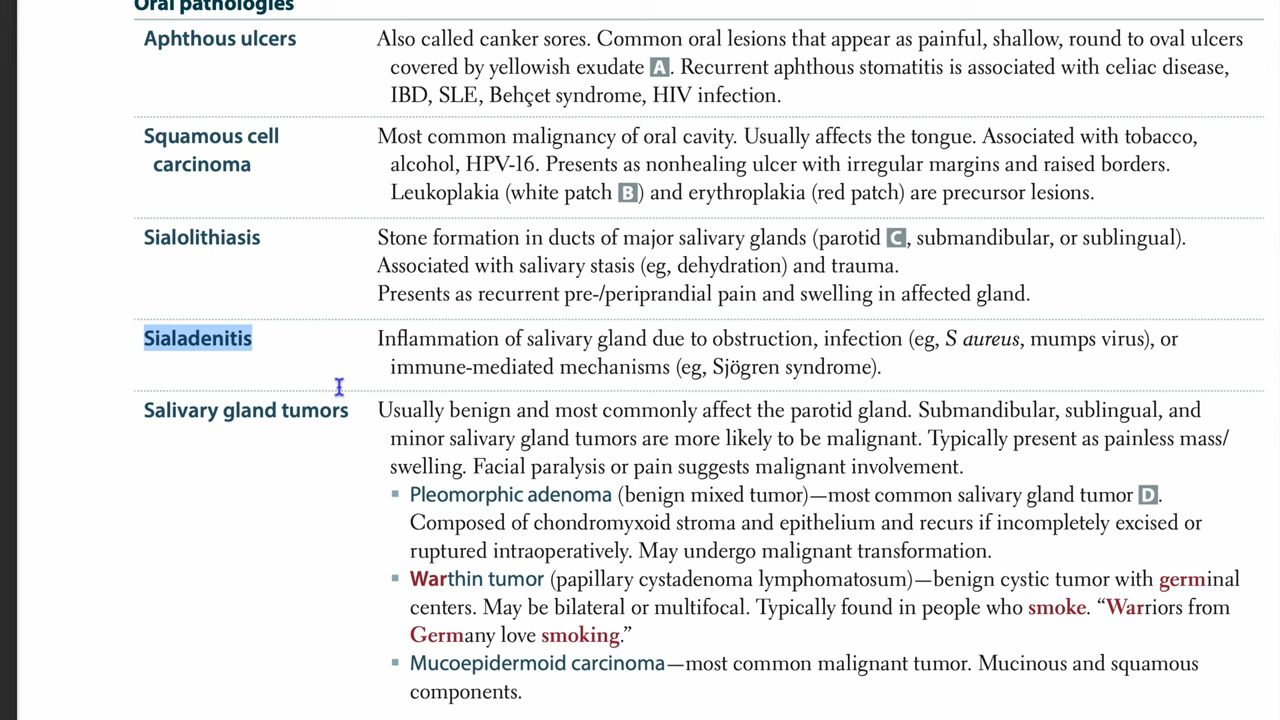 Oral pathologies
Aphthous ulcers
Also called canker sores. Common oral lesions that appear as painful, shallow, round to oval ulcers
covered by yellowish exudate A. Recurrent aphthous stomatitis is associated with celiac disease,
IBD, SLE, Behçet syndrome, HIV infection.
Squamous cell
carcinoma
Most common malignancy of oral cavity. Usually affects the tongue. Associated with tobacco,
alcohol, HPV-16. Presents as nonhealing ulcer with irregular margins and raised borders.
Leukoplakia (white patch B) and erythroplakia (red patch) are precursor lesions.
Sialolithiasis
Stone formation in ducts of major salivary glands (parotid C, submandibular, or sublingual).
Associated with salivary stasis (eg, dehydration) and trauma.
Presents as recurrent pre-/periprandial pain and swelling in affected gland.
Sialadenitis
Inflammation of salivary gland due to obstruction, infection (eg, S aureus, mumps virus), or
immune-mediated mechanisms (eg, Sjögren syndrome).
Salivary gland tumors
Usually benign and most commonly affect the parotid gland. Submandibular, sublingual, and
minor salivary gland tumors are more likely to be malignant. Typically present as painless mass/
swelling. Facial paralysis or pain suggests malignant involvement.
▪ Pleomorphic adenoma (benign mixed tumor)—most common salivary gland tumor D.
Composed of chondromyxoid stroma and epithelium and recurs if incompletely excised or
ruptured intraoperatively. May undergo malignant transformation.
▪ Warthin tumor (papillary cystadenoma lymphomatosum)—benign cystic tumor with germinal
centers. May be bilateral or multifocal. Typically found in people who smoke. “Warriors from
Germany love smoking.”
▪ Mucoepidermoid carcinoma—most common malignant tumor. Mucinous and squamous
components.